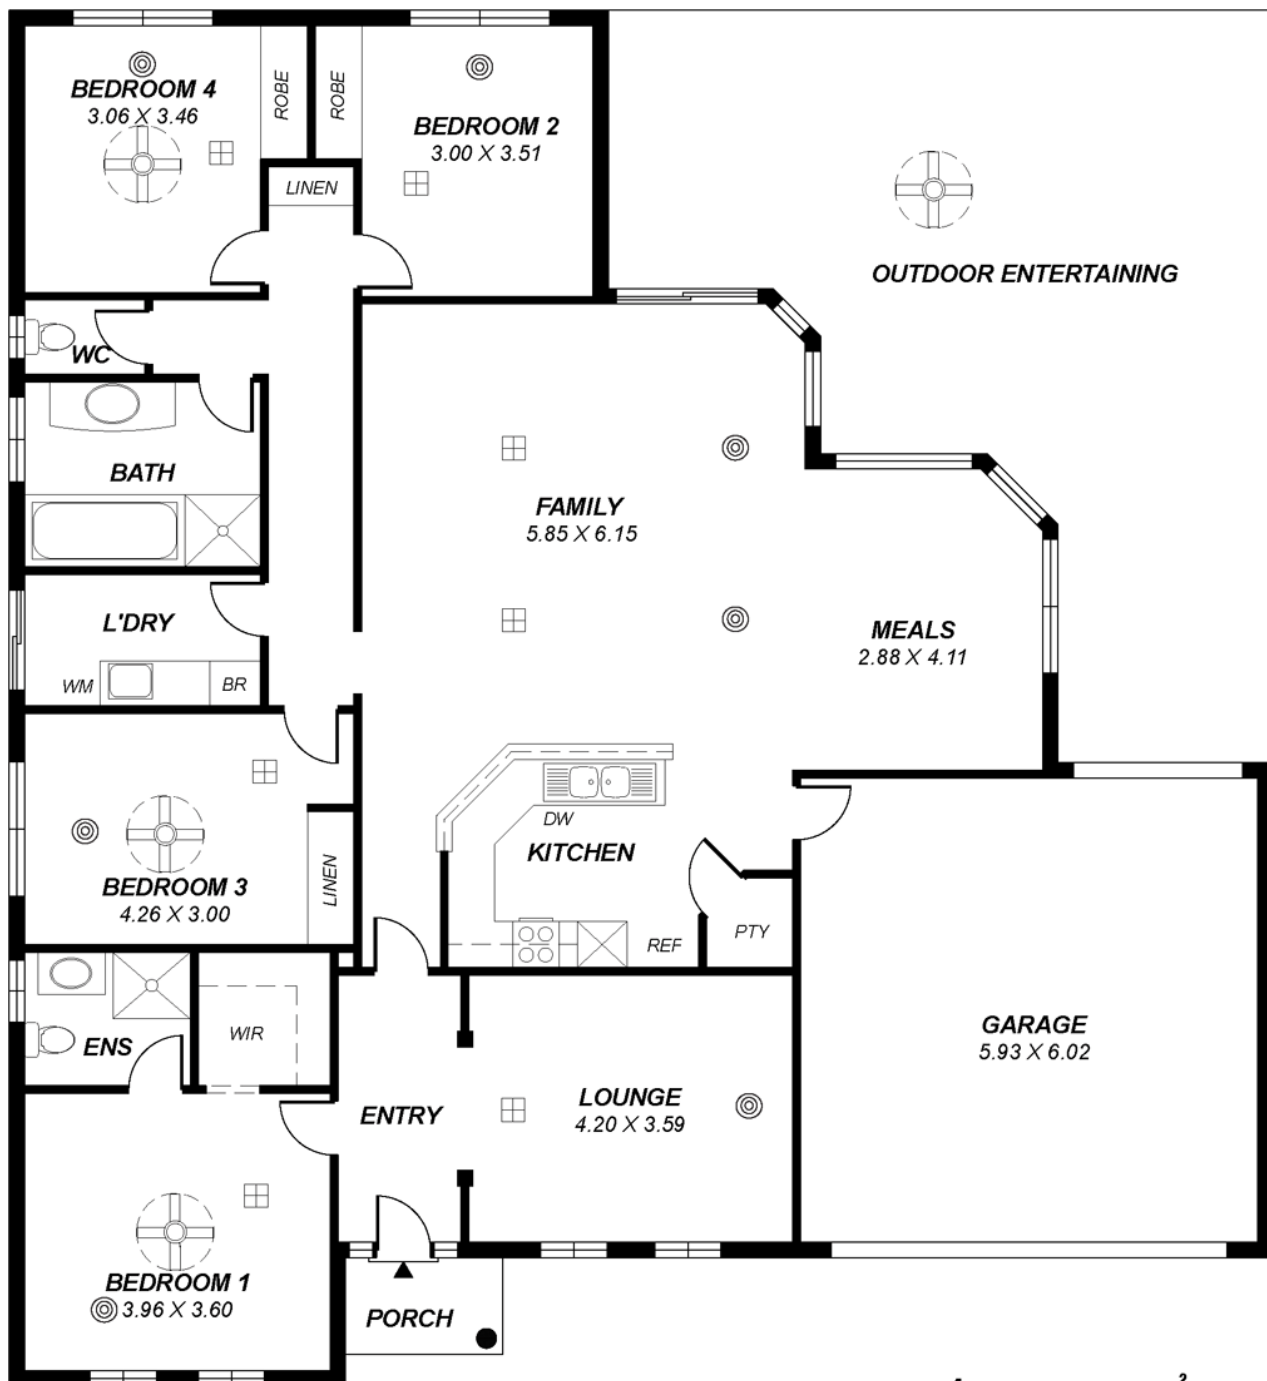 BEDROOM 4
3.06 X 3.46
ROBE
ROBE
BEDROOM 2
3.00 X 3.51
LINEN
OUTDOOR ENTERTAINING
WC
BATH
FAMILY
5.85 X 6.15
L'DRY
WM
BR
MEALS
2.88 X 4.11
DW
KITCHEN
BEDROOM 3
4.26 X 3.00
LINEN
REF
PTY
ENS
WIR
GARAGE
5.93 X 6.02
LOUNGE
4.20 X 3.59
ENTRY
BEDROOM 1
3.96 X 3.60
PORCH